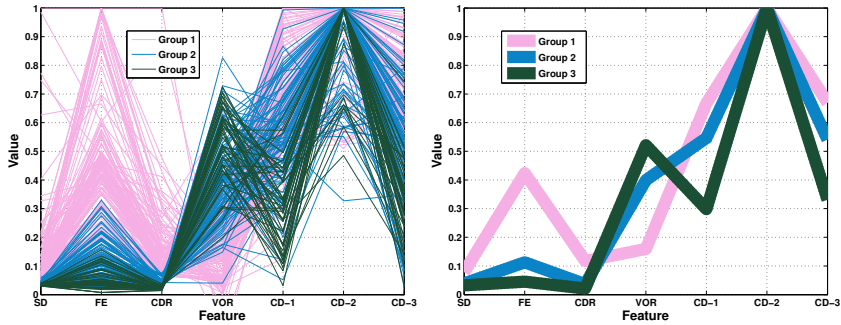 Value
1
0.9
0.8
0.7
0.6
0.5
0.4
0.3
0.2
0.1
0
SD FE CDR VOR CD-1 CD-2 CD-3
Feature
Group 1
Group 2
Group 3
Value
1
0.9
0.8
0.7
0.6
0.5
0.4
0.3
0.2
0.1
0
SD FE CDR VOR CD-1 CD-2 CD-3
Feature
Group 1
Group 2
Group 3